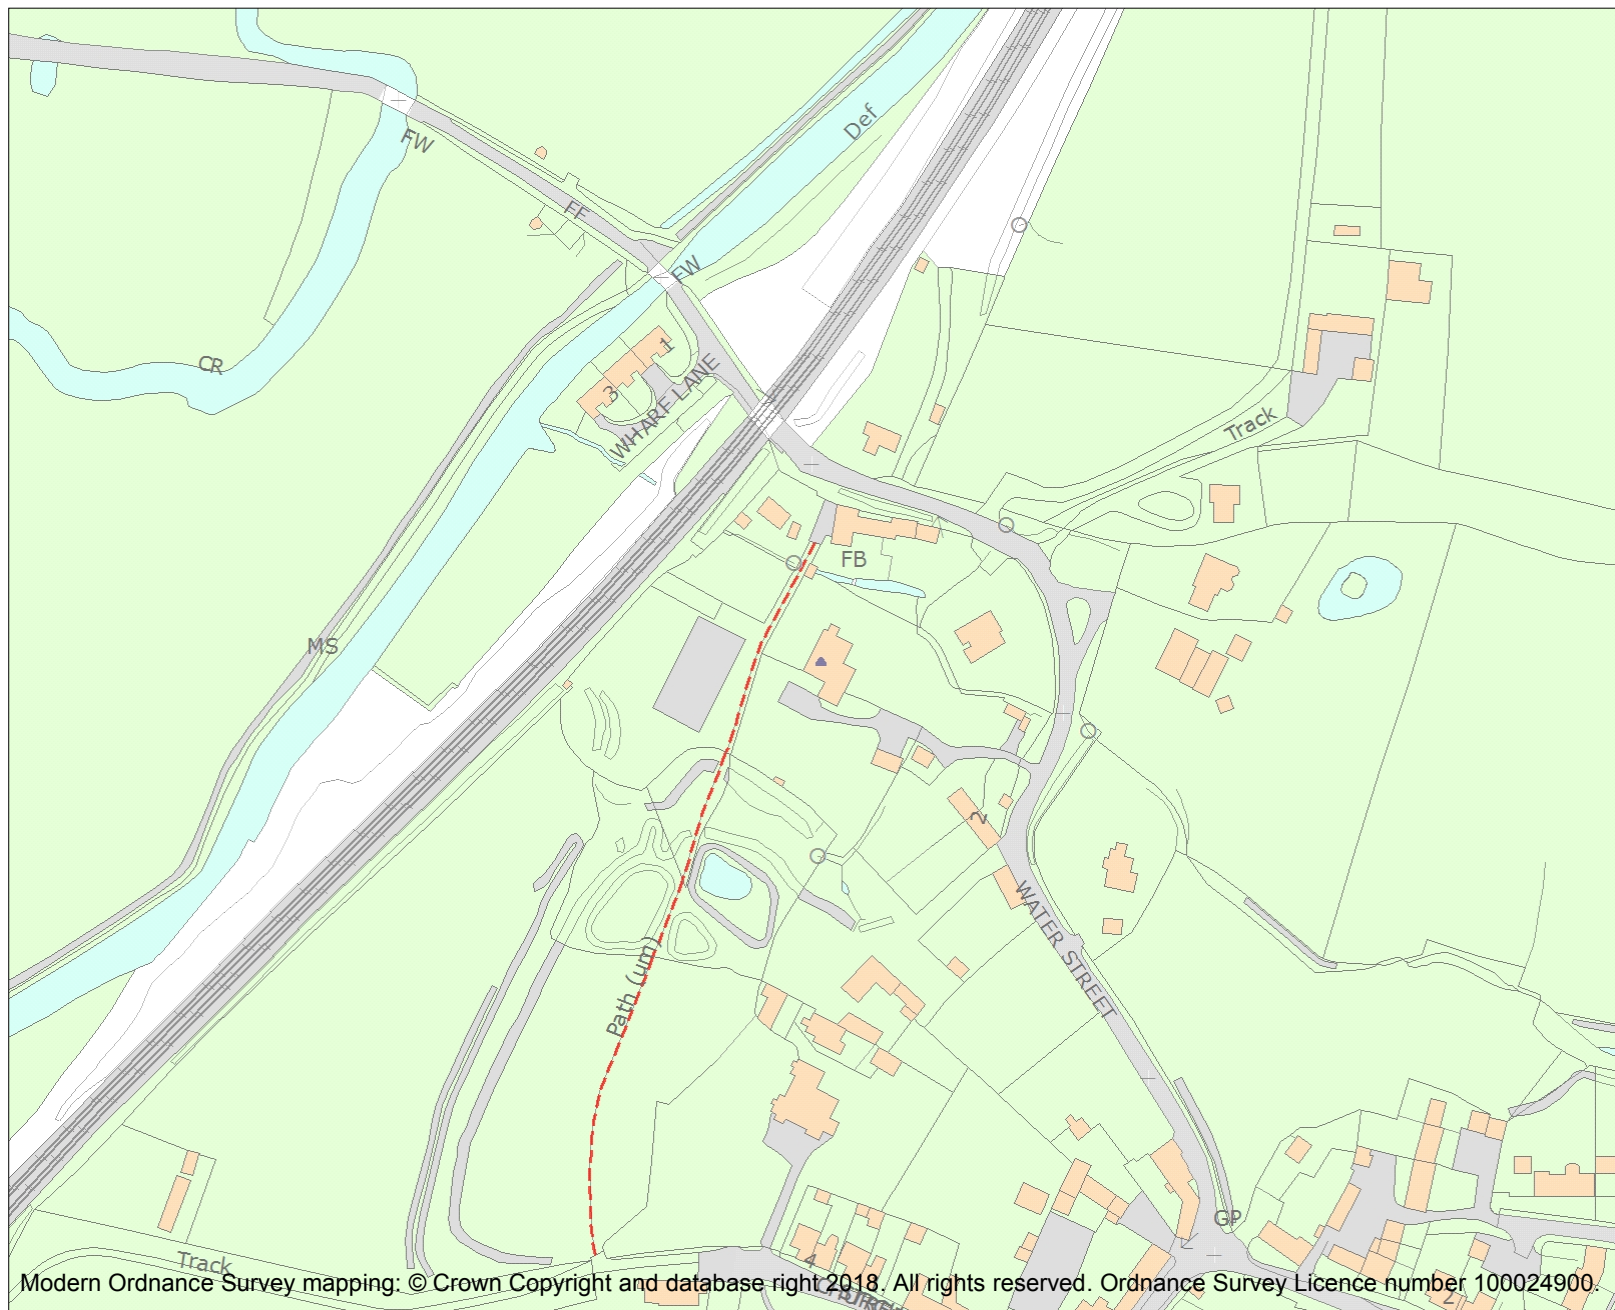 Def
FW
FF
FW
CR
1
3
WHARF LANE
Track
FB
MS
2
WATER STREET
Path (um)
GP
Track
4
2
Modern Ordnance Survey mapping: © Crown Copyright and database right 2018. All rights reserved. Ordnance Survey Licence number 100024900.